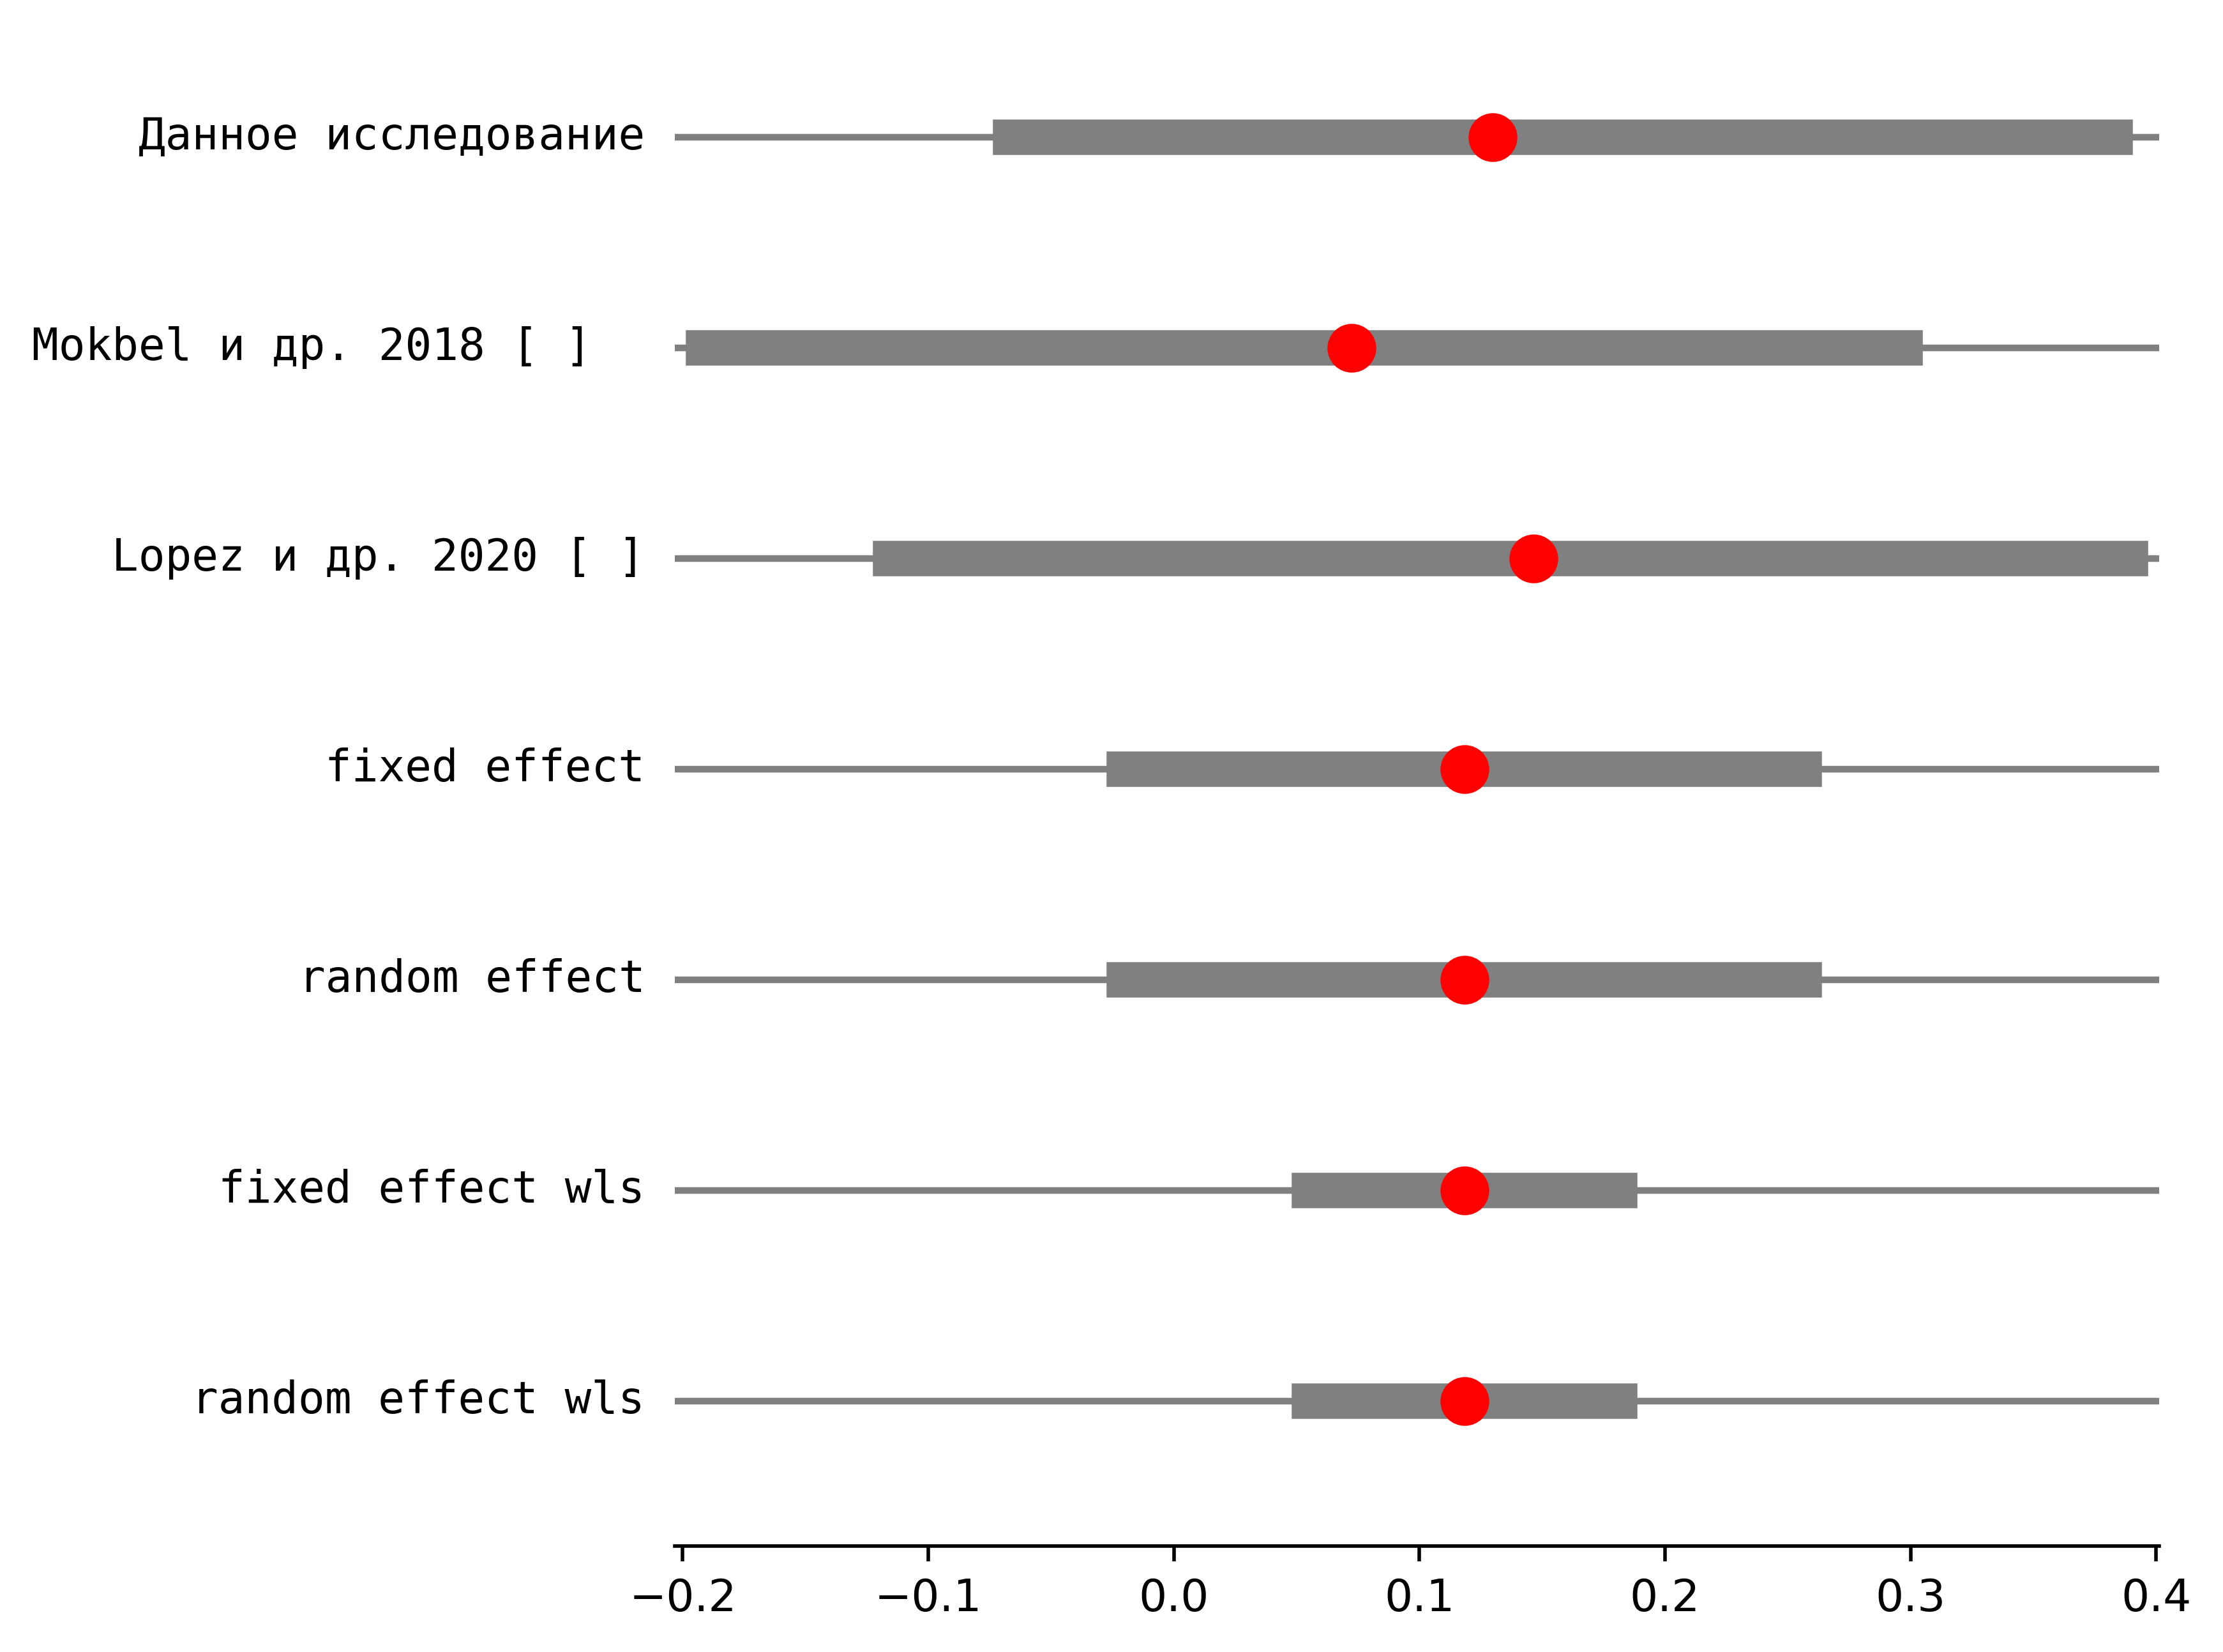 Данное исследование
Mokbel и др. 2018 [ ]
Lopez и др. 2020 [ ]
fixed effect
random effect
fixed effect wls
random effect wls
−0.2 −0.1 0.0 0.1 0.2 0.3 0.4